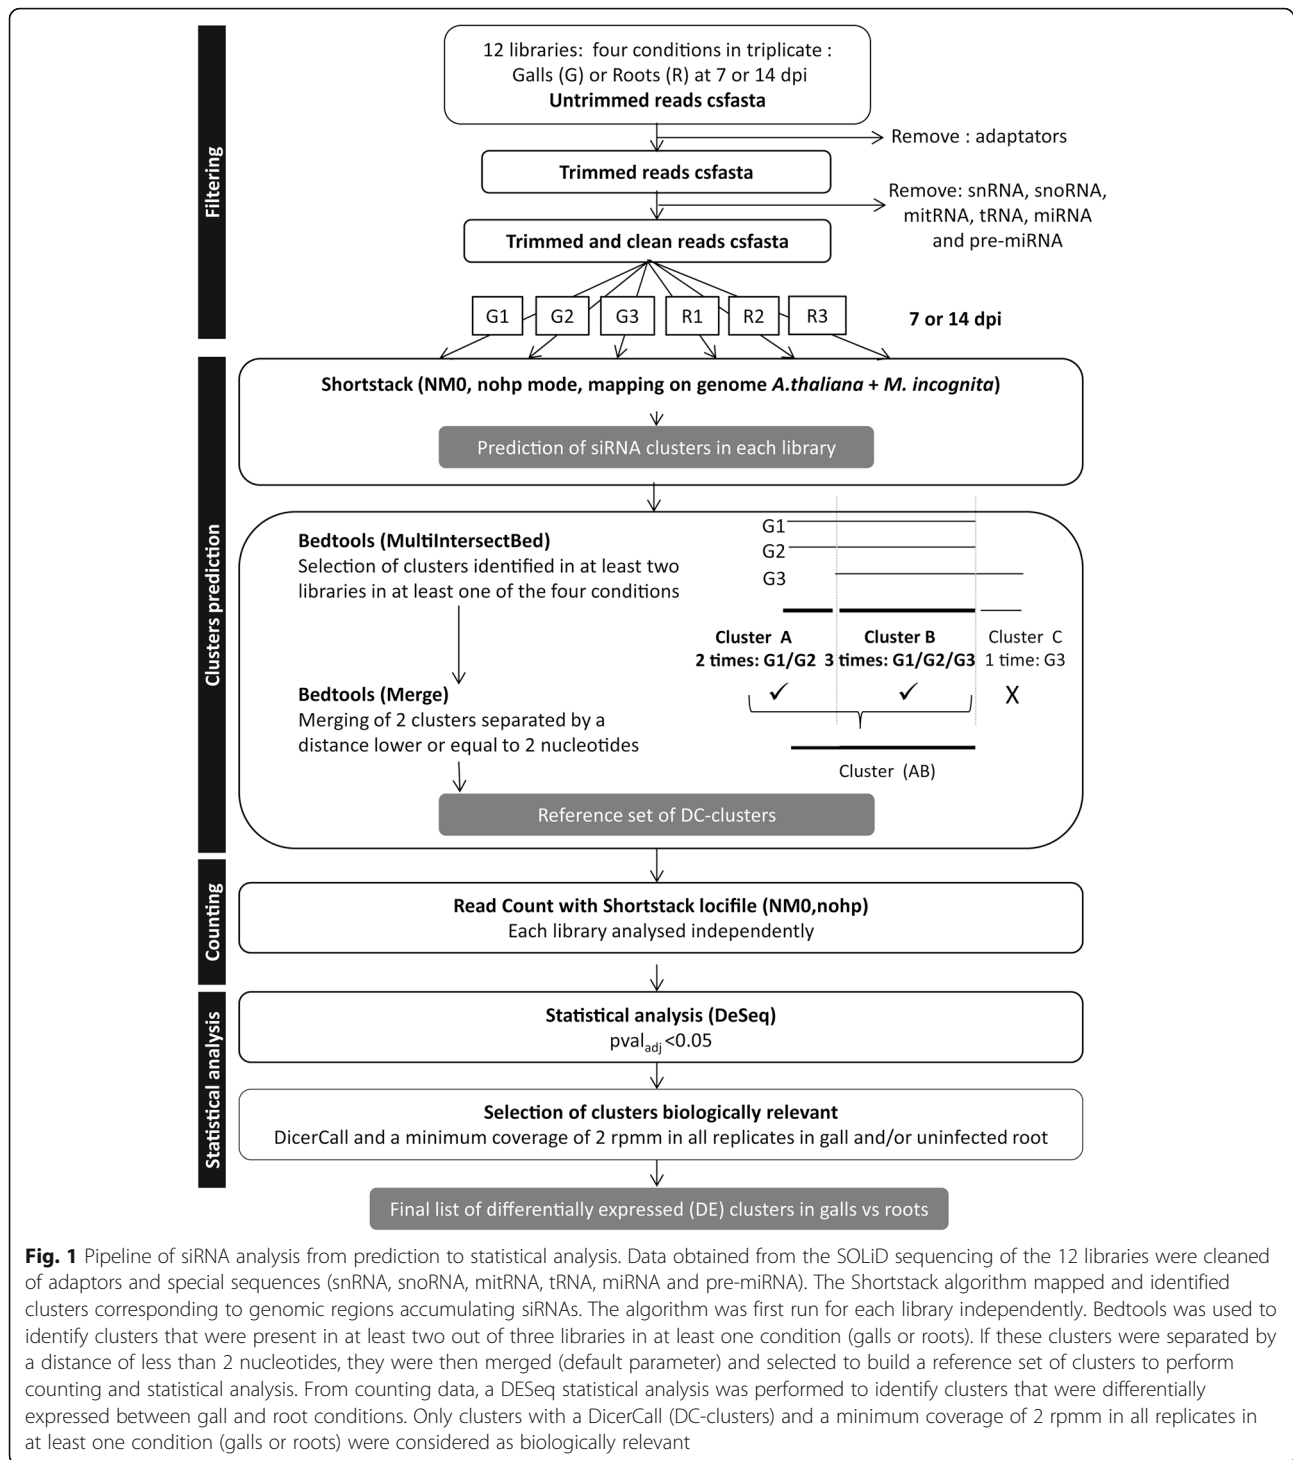 Filtering
12 libraries: four conditions in triplicate :
Galls (G) or Roots (R) at 7 or 14 dpi
Untrimmed reads csfasta
Remove : adaptators
Trimmed reads csfasta
Remove: snRNA, snoRNA,
mitRNA, tRNA, miRNA
and pre-miRNA
Trimmed and clean reads csfasta
G1 G2 G3 R1 R2 R3 7 or 14 dpi
Clusters prediction
Shortstack (NM0, nohp mode, mapping on genome A.thaliana + M. incognita)
Prediction of siRNA clusters in each library
Bedtools (MultiIntersectBed)
Selection of clusters identified in at least two
libraries in at least one of the four conditions
Bedtools (Merge)
Merging of 2 clusters separated by a
distance lower or equal to 2 nucleotides
G1
G2
G3
Cluster A Cluster B Cluster C
2 times: G1/G2 3 times: G1/G2/G3 1 time: G3
X
Cluster (AB)
Reference set of DC-clusters
Counting
Read Count with Shortstack locifile (NM0,nohp)
Each library analysed independently
Statistical analysis
Statistical analysis (DeSeq)
pvaladj<0.05
Selection of clusters biologically relevant
DicerCall and a minimum coverage of 2 rpmm in all replicates in gall and/or uninfected root
Final list of differentially expressed (DE) clusters in galls vs roots
Fig. 1 Pipeline of siRNA analysis from prediction to statistical analysis. Data obtained from the SOLiD sequencing of the 12 libraries were cleaned
of adaptors and special sequences (snRNA, snoRNA, mitRNA, tRNA, miRNA and pre-miRNA). The Shortstack algorithm mapped and identified
clusters corresponding to genomic regions accumulating siRNAs. The algorithm was first run for each library independently. Bedtools was used to
identify clusters that were present in at least two out of three libraries in at least one condition (galls or roots). If these clusters were separated by
a distance of less than 2 nucleotides, they were then merged (default parameter) and selected to build a reference set of clusters to perform
counting and statistical analysis. From counting data, a DESeq statistical analysis was performed to identify clusters that were differentially
expressed between gall and root conditions. Only clusters with a DicerCall (DC-clusters) and a minimum coverage of 2 rpmm in all replicates in
at least one condition (galls or roots) were considered as biologically relevant